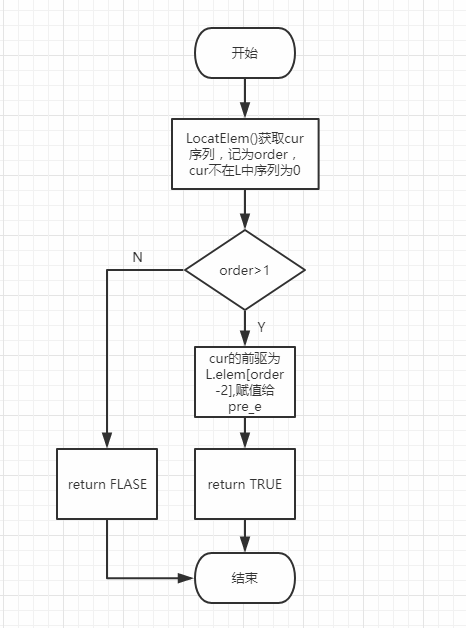 开始
LocatElem()获取cur
序列，记为order，
cur不在L中序列为0
order>1
N
Y
cur的前驱为
L.elem[order
-2],赋值给
pre_e
return FLASE
return TRUE
结束